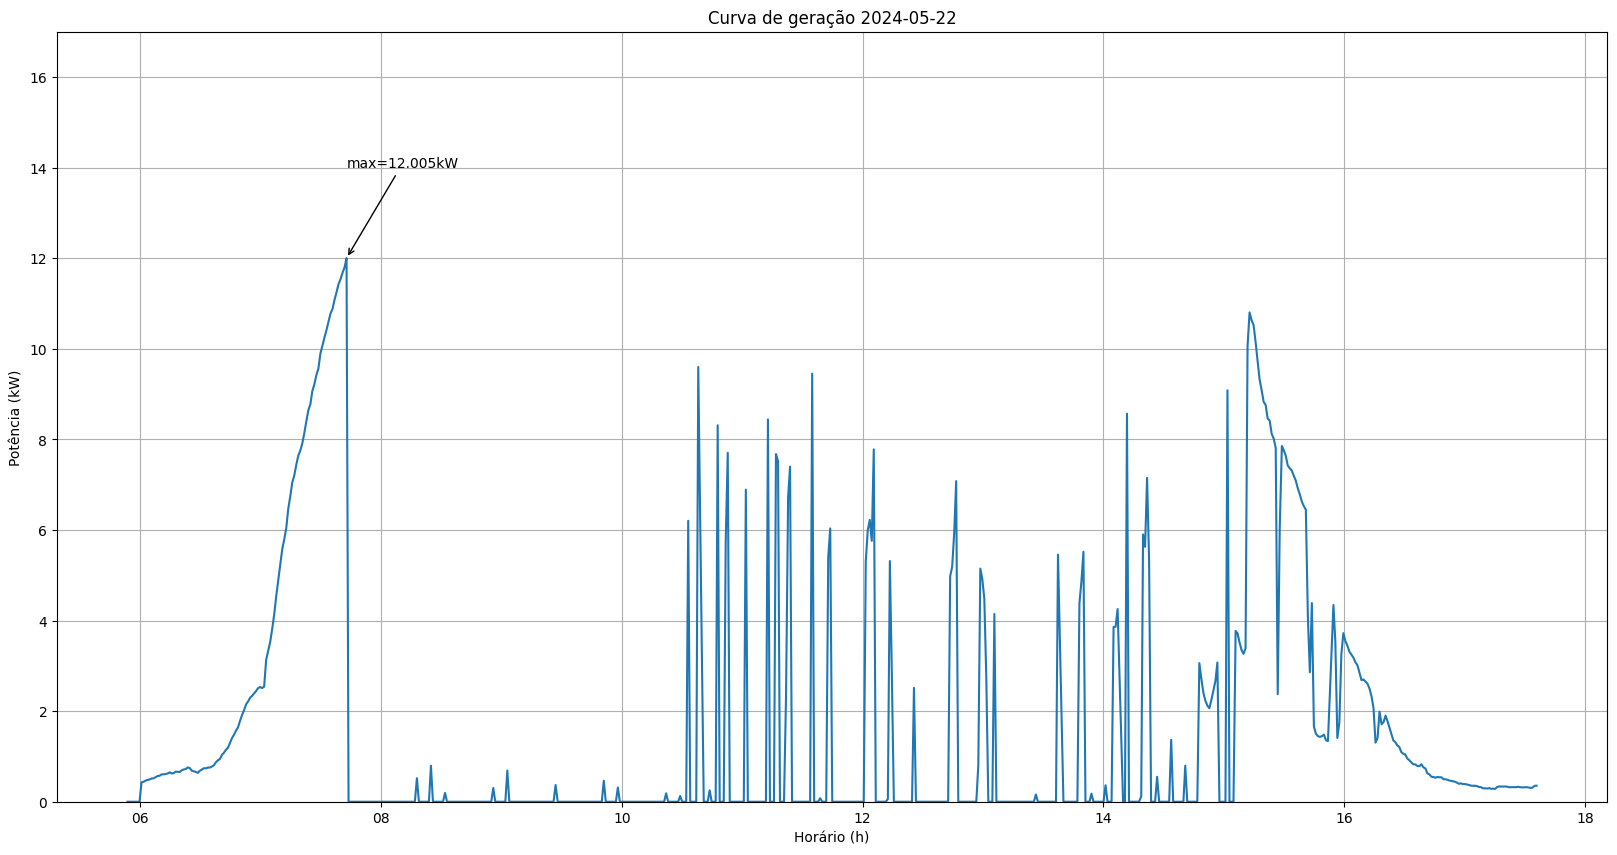 Curva de geração 2024-05-22
Potência (kW)
16
14
12
10
8
6
4
2
0
max=12.005kW
06 08 10 12 14 16 18
Horário (h)